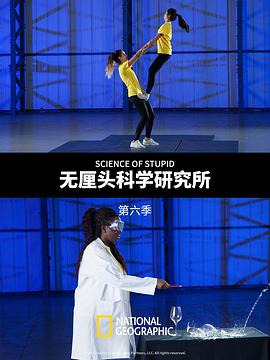 SCIENCE OF STUPID
无厘头科学研究所
第六季
NATIONAL
GEOGRAPHIC
Partners, LLC. All rights reserved.